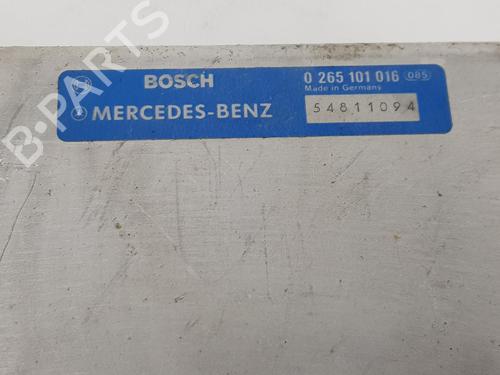 BOSCH 0 265 101 016 085
Made in Germany
MERCEDES-BENZ 54811094
B-PARTS